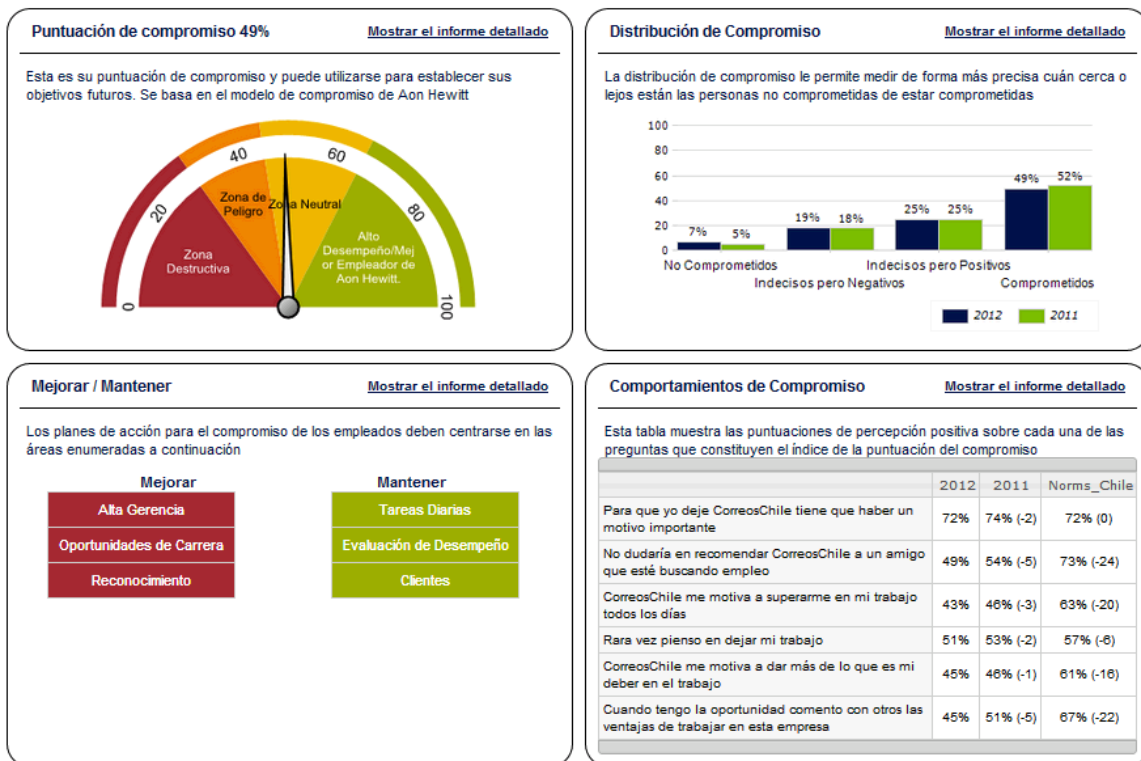 Puntuación de compromiso 49%
Mostrar el informe detallado
Esta es su puntuación de compromiso y puede utilizarse para establecer sus
objetivos futuros. Se basa en el modelo de compromiso de Aon Hewitt
0
20
40
60
80
100
Zona
Destructiva
Zona de
Peligro
Zona Neutral
Alto
Desempeño/Mej
or Empleador de
Aon Hewitt.
Distribución de Compromiso
Mostrar el informe detallado
La distribución de compromiso le permite medir de forma más precisa cuán cerca o
lejos están las personas no comprometidas de estar comprometidas
100
80
60
40
20
0
7% 5%
19% 18%
25% 25%
49% 52%
No Comprometidos
Indecisos pero Negativos
Indecisos pero Positivos
Comprometidos
2012 2011
Mejorar / Mantener
Mostrar el informe detallado
Los planes de acción para el compromiso de los empleados deben centrarse en las
áreas enumeradas a continuación
Mejorar
Alta Gerencia
Oportunidades de Carrera
Reconocimiento
Mantener
Tareas Diarias
Evaluación de Desempeño
Clientes
Comportamientos de Compromiso
Mostrar el informe detallado
Esta tabla muestra las puntuaciones de percepción positiva sobre cada una de las
preguntas que constituyen el índice de la puntuación del compromiso
2012 2011 Norms_Chile
Para que yo deje CorreosChile tiene que haber un
motivo importante
72% 74% (-2) 72% (0)
No dudaría en recomendar CorreosChile a un amigo
que esté buscando empleo
49% 54% (-5) 73% (-24)
CorreosChile me motiva a superarme en mi trabajo
todos los días
43% 46% (-3) 63% (-20)
Rara vez pienso en dejar mi trabajo
51% 53% (-2) 57% (-6)
CorreosChile me motiva a dar más de lo que es mi
deber en el trabajo
45% 46% (-1) 61% (-16)
Cuando tengo la oportunidad comento con otros las
ventajas de trabajar en esta empresa
45% 51% (-5) 67% (-22)